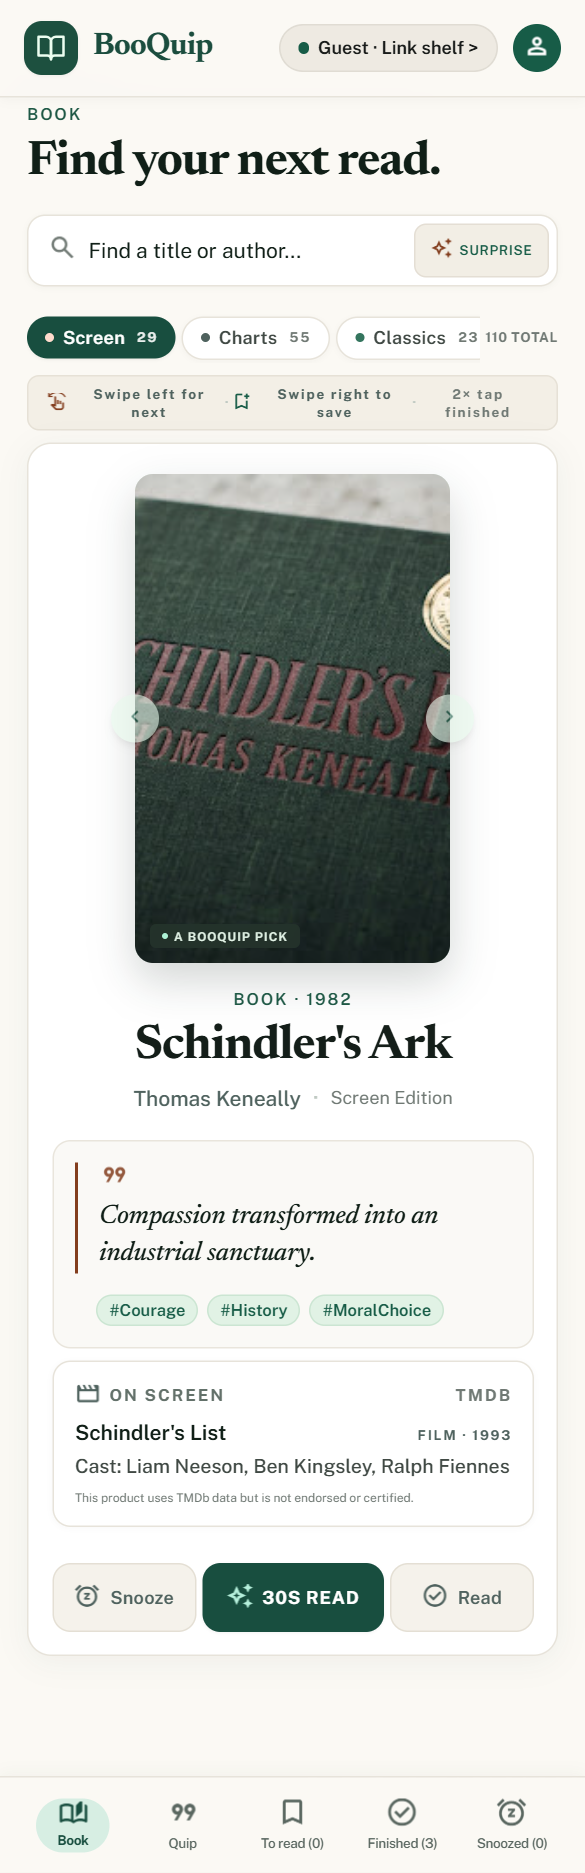 BooQuip
Guest · Link shelf >
BOOK
Find your next read.
Find a title or author...
SURPRISE
Screen 29
Charts 55
Classics 23
110 TOTAL
Swipe left for
next
·
Swipe right to
save
·
2× tap
finished
CHINDLER'S
THOMAS KENEALLY
A BOOQUIP PICK
BOOK · 1982
Schindler's Ark
Thomas Keneally · Screen Edition
Compassion transformed into an
industrial sanctuary.
#Courage #History #MoralChoice
ON SCREEN
TMDB
Schindler's List
FILM · 1993
Cast: Liam Neeson, Ben Kingsley, Ralph Fiennes
This product uses TMDb data but is not endorsed or certified.
Snooze
30S READ
Read
Book
Quip
To read (0)
Finished (3)
Snoozed (0)